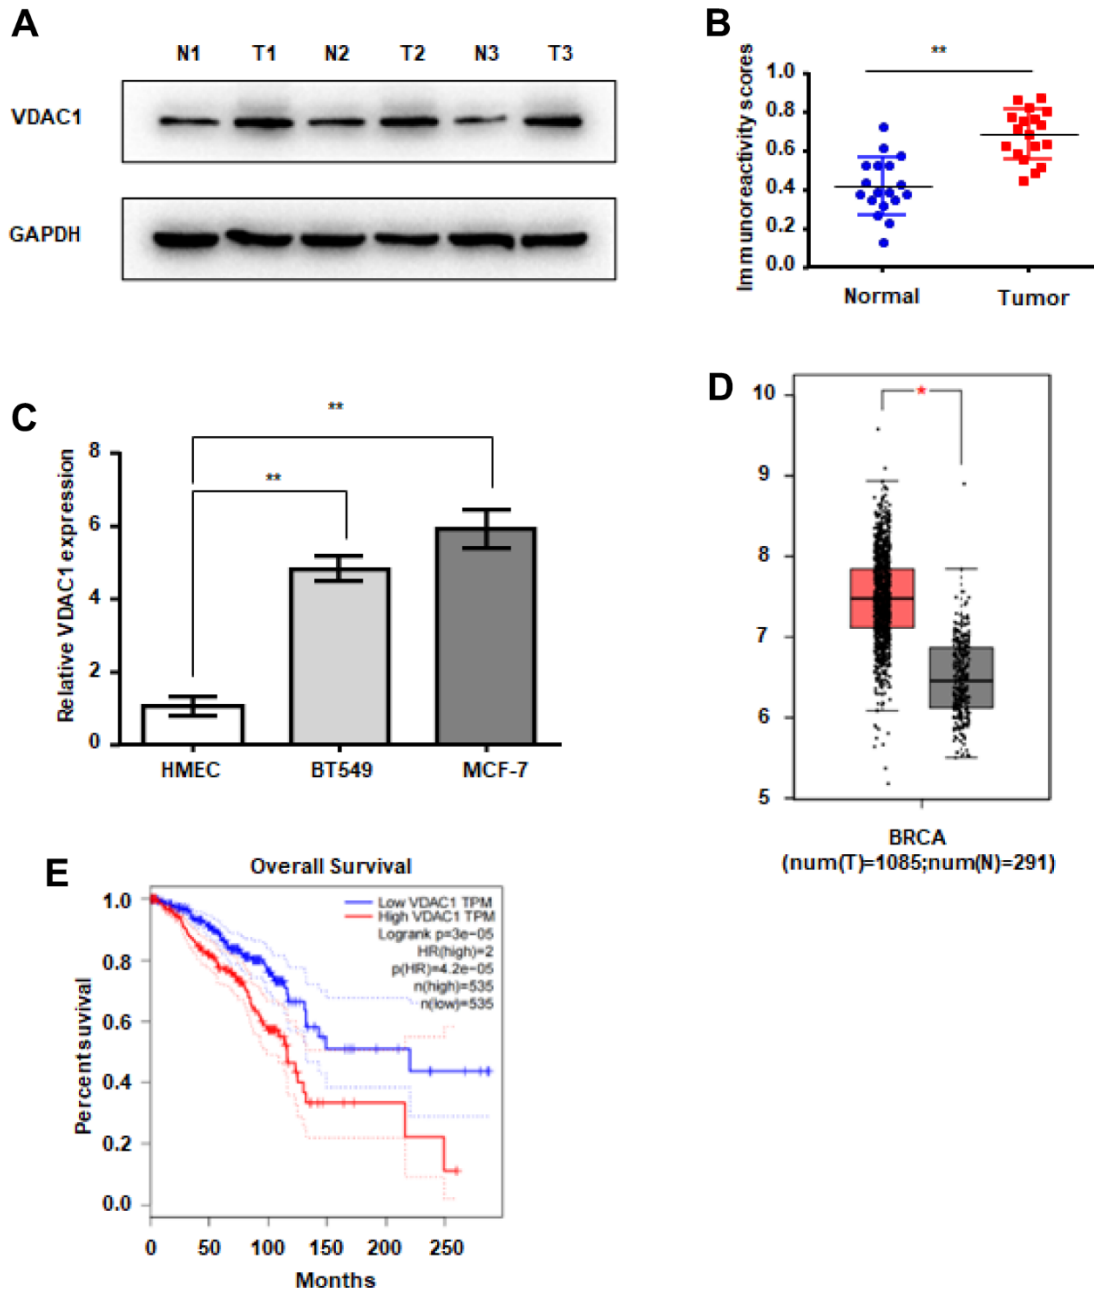 A
N1 T1 N2 T2 N3 T3
VDAC1
GAPDH
B
**
Immunoreactivity scores
1.0
0.8
0.6
0.4
0.2
0.0
Normal Tumor
C
**
**
Relative VDAC1 expression
8
6
4
2
0
HMEC BT549 MCF-7
D
*
10
9
8
7
6
5
BRCA
(num(T)=1085;num(N)=291)
E
Overall Survival
Low VDAC1 TPM
High VDAC1 TPM
Logrank p=3e−05
HR(high)=2
p(HR)=4.2e−05
n(high)=535
n(low)=535
Percent suvival
1.0
0.8
0.6
0.4
0.2
0.0
0 50 100 150 200 250
Months